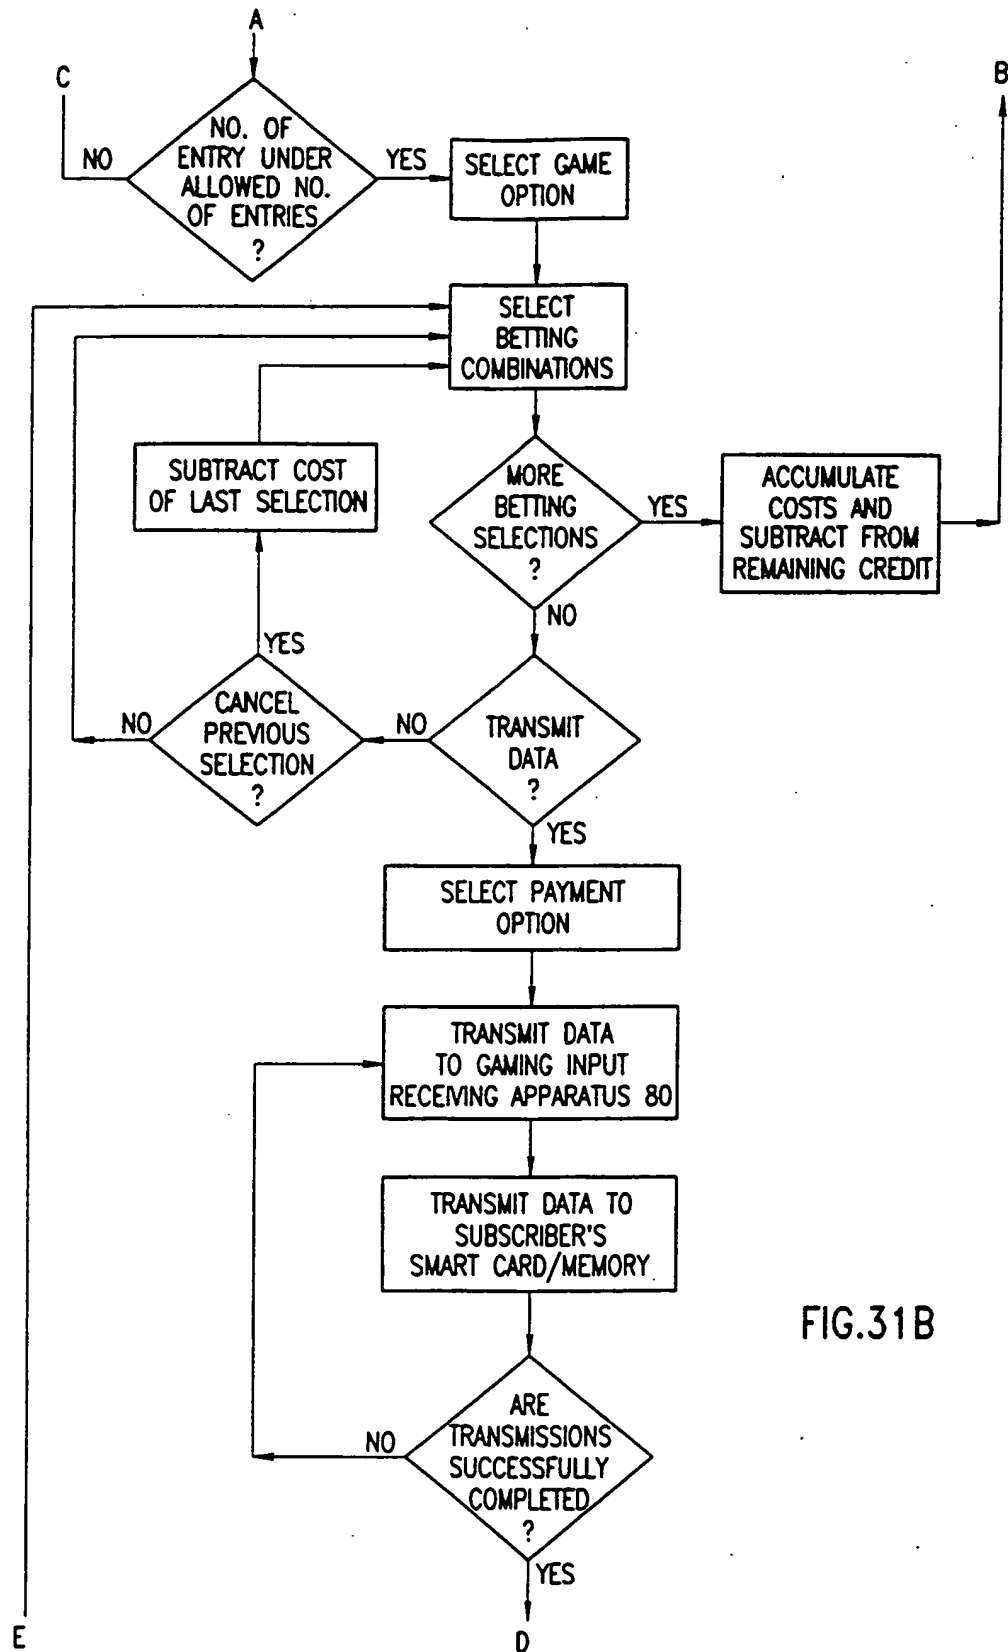 A
C
B
NO. OF
ENTRY UNDER
ALLOWED NO.
OF ENTRIES
?
NO
YES
SELECT GAME
OPTION
SELECT
BETTING
COMBINATIONS
SUBTRACT COST
OF LAST SELECTION
MORE
BETTING
SELECTIONS
?
YES
ACCUMULATE
COSTS AND
SUBTRACT FROM
REMAINING CREDIT
NO
YES
CANCEL
PREVIOUS
SELECTION
?
NO
NO
TRANSMIT
DATA
?
YES
SELECT PAYMENT
OPTION
TRANSMIT DATA
TO GAMING INPUT
RECEIVING APPARATUS 80
TRANSMIT DATA TO
SUBSCRIBER'S
SMART CARD/MEMORY
FIG.31B
ARE
TRANSMISSIONS
SUCCESSFULLY
COMPLETED
?
NO
YES
E
D